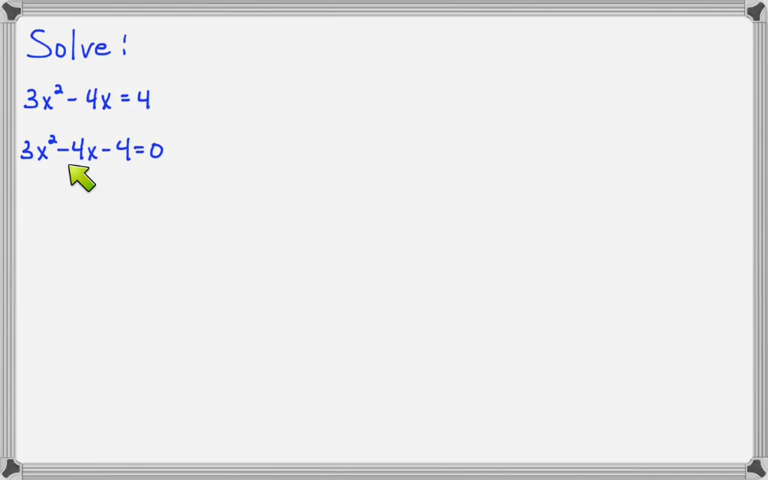 Solve:
3x² - 4x = 4
3x² - 4x - 4 = 0